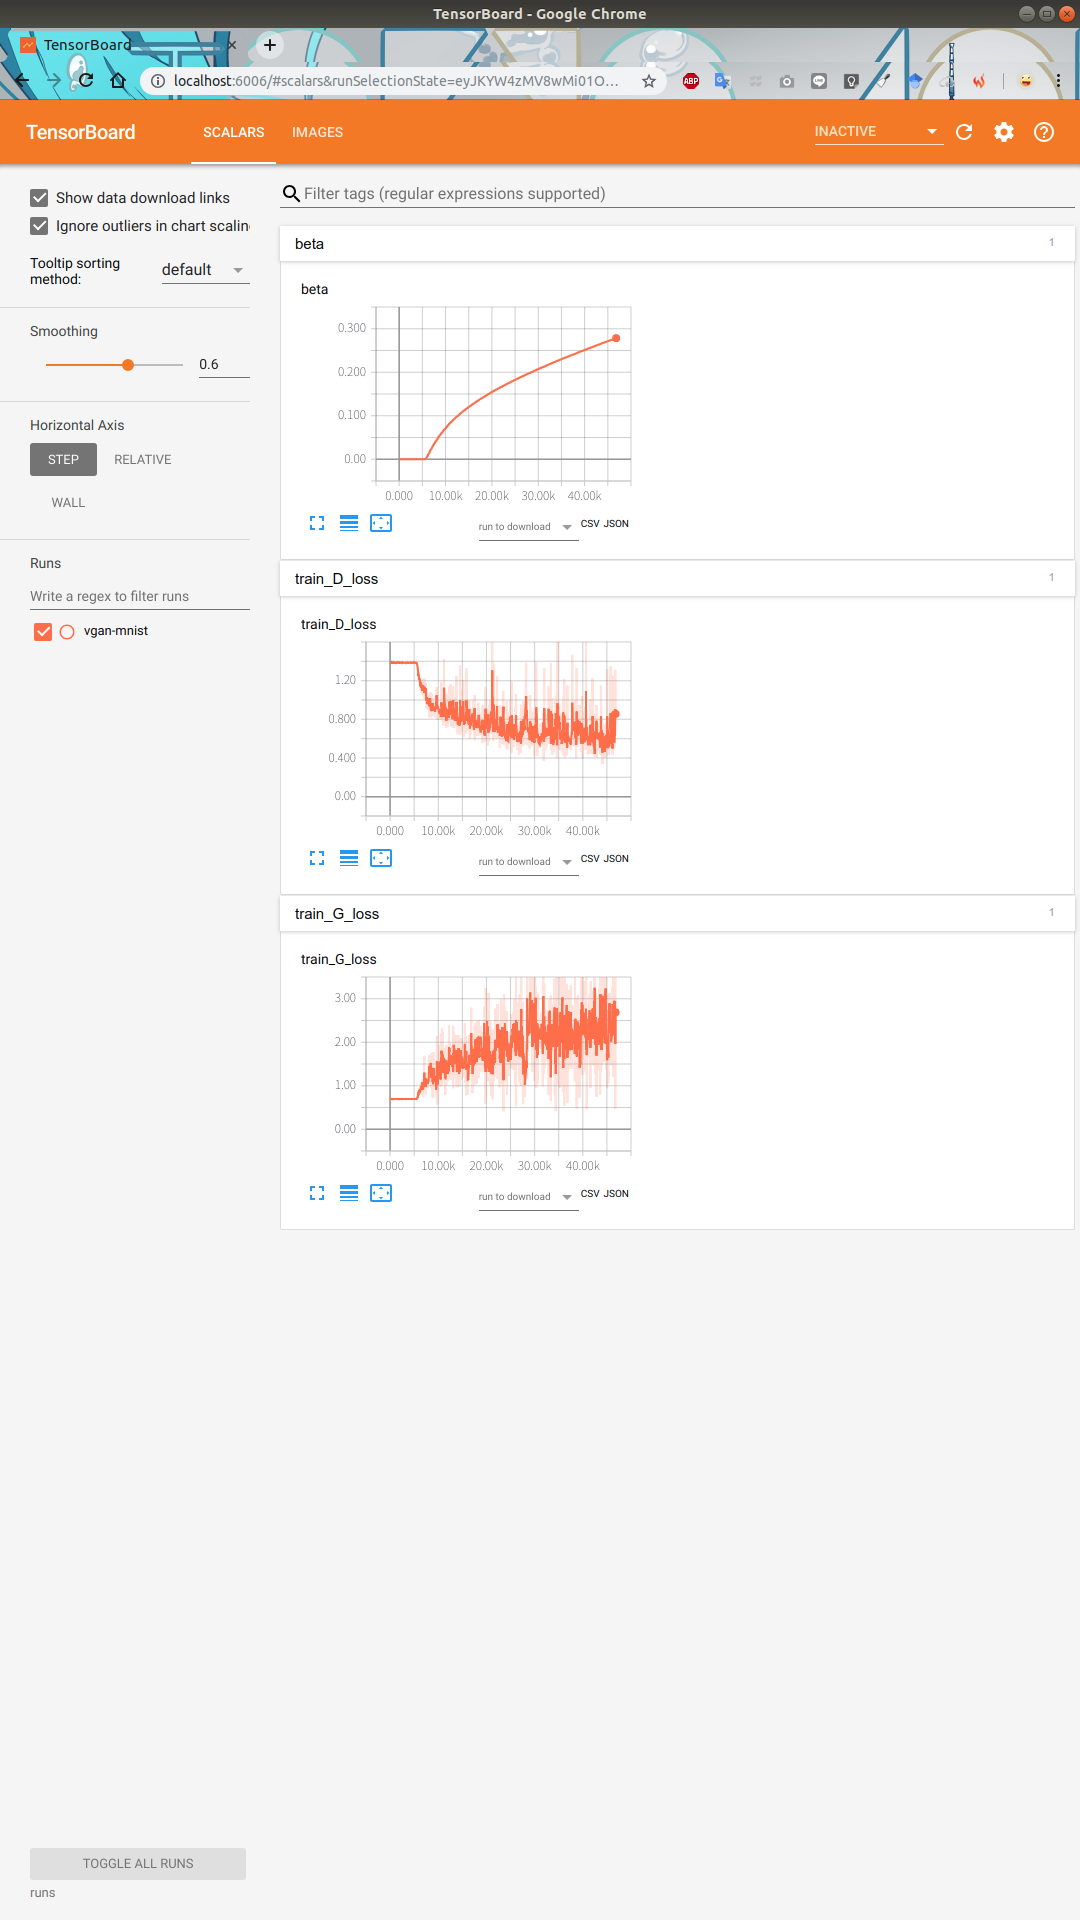 TensorBoard - Google Chrome
TensorBoard
localhost:6006/#scalars&runSelectionState=eyJKYW4zMV8wMi01O...
ABP
TensorBoard
SCALARS
IMAGES
INACTIVE
Show data download links
Ignore outliers in chart scalin
Tooltip sorting
method:
default
Smoothing
0.6
Horizontal Axis
STEP
RELATIVE
WALL
Runs
Write a regex to filter runs
vgan-mnist
TOGGLE ALL RUNS
runs
Filter tags (regular expressions supported)
beta
1
beta
0.300
0.200
0.100
0.00
0.000 10.00k 20.00k 30.00k 40.00k
run to download
CSV JSON
train_D_loss
1
train_D_loss
1.20
0.800
0.400
0.00
0.000 10.00k 20.00k 30.00k 40.00k
run to download
CSV JSON
train_G_loss
1
train_G_loss
3.00
2.00
1.00
0.00
0.000 10.00k 20.00k 30.00k 40.00k
run to download
CSV JSON